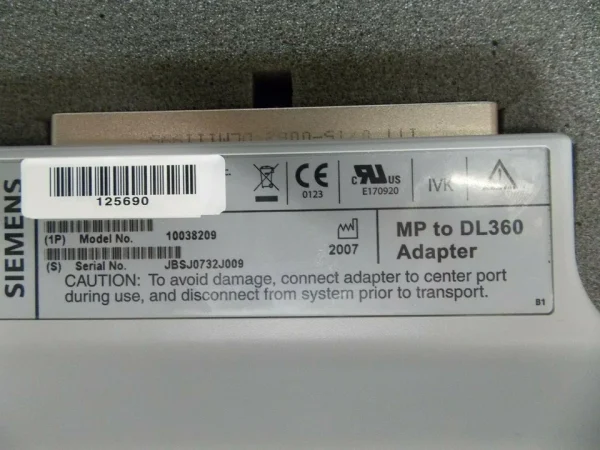 SIEMENS
125690
0123
C UL US
E170920
IVK
(1P) Model No. 10038209
2007
MP to DL360
Adapter
(S) Serial No. JBSJ0732J009
CAUTION: To avoid damage, connect adapter to center port
during use, and disconnect from system prior to transport.
B1